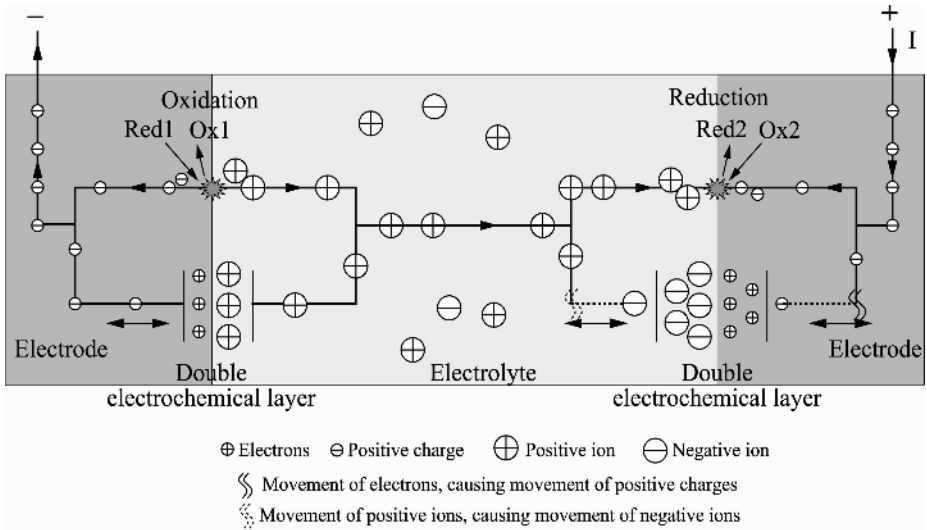 − +
I
Oxidation Reduction
Red1 Ox1 Red2 Ox2
Electrode Electrode
Double Electrolyte Double
electrochemical layer electrochemical layer
Electrons Positive charge Positive ion Negative ion
Movement of electrons, causing movement of positive charges
Movement of positive ions, causing movement of negative ions